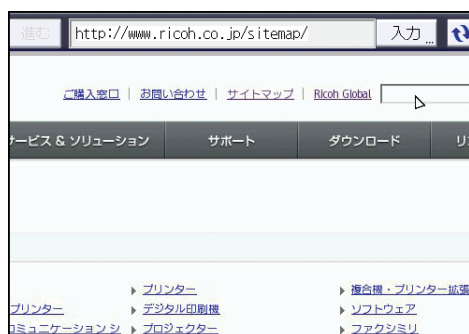 進む http://www.ricoh.co.jp/sitemap/ 入力...
ご購入窓口 | お問い合わせ | サイトマップ | Ricoh Global
ービス & ソリューション サポート ダウンロード
プリンター 複合機・プリンター拡張
プリンター デジタル印刷機 ソフトウェア
コミュニケーションシ プロジェクター ファクシミリ